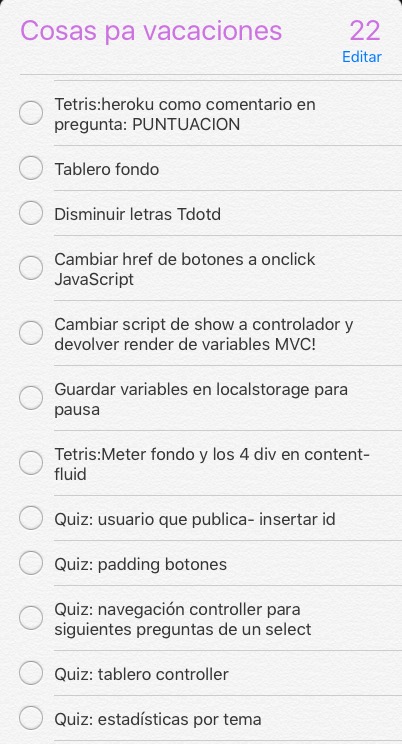 Cosas pa vacaciones
22
Editar
Tetris:heroku como comentario en
pregunta: PUNTUACION
Tablero fondo
Disminuir letras Tdotd
Cambiar href de botones a onclick
JavaScript
Cambiar script de show a controlador y
devolver render de variables MVC!
Guardar variables en localstorage para
pausa
Tetris:Meter fondo y los 4 div en content-
fluid
Quiz: usuario que publica- insertar id
Quiz: padding botones
Quiz: navegación controller para
siguientes preguntas de un select
Quiz: tablero controller
Quiz: estadísticas por tema